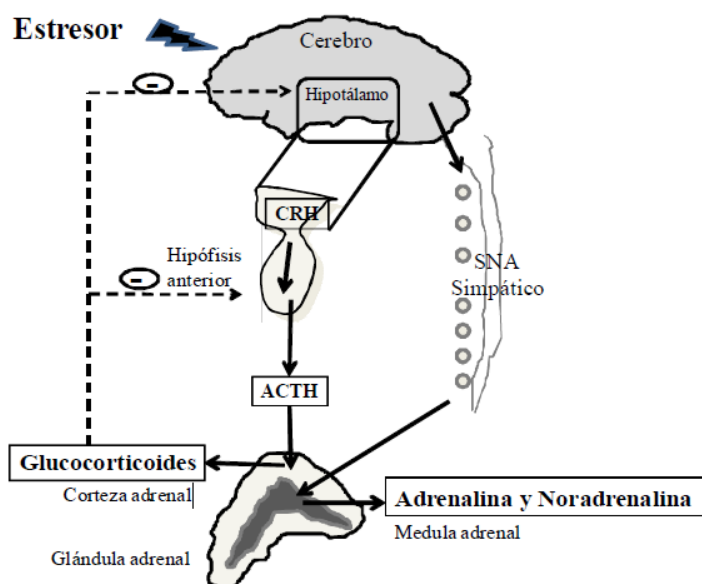 Estresor
Cerebro
-
Hipotálamo
CRH
Hipófisis
anterior
-
SNA
Simpático
ACTH
Glucocorticoides
Corteza adrenal
Adrenalina y Noradrenalina
Medula adrenal
Glándula adrenal